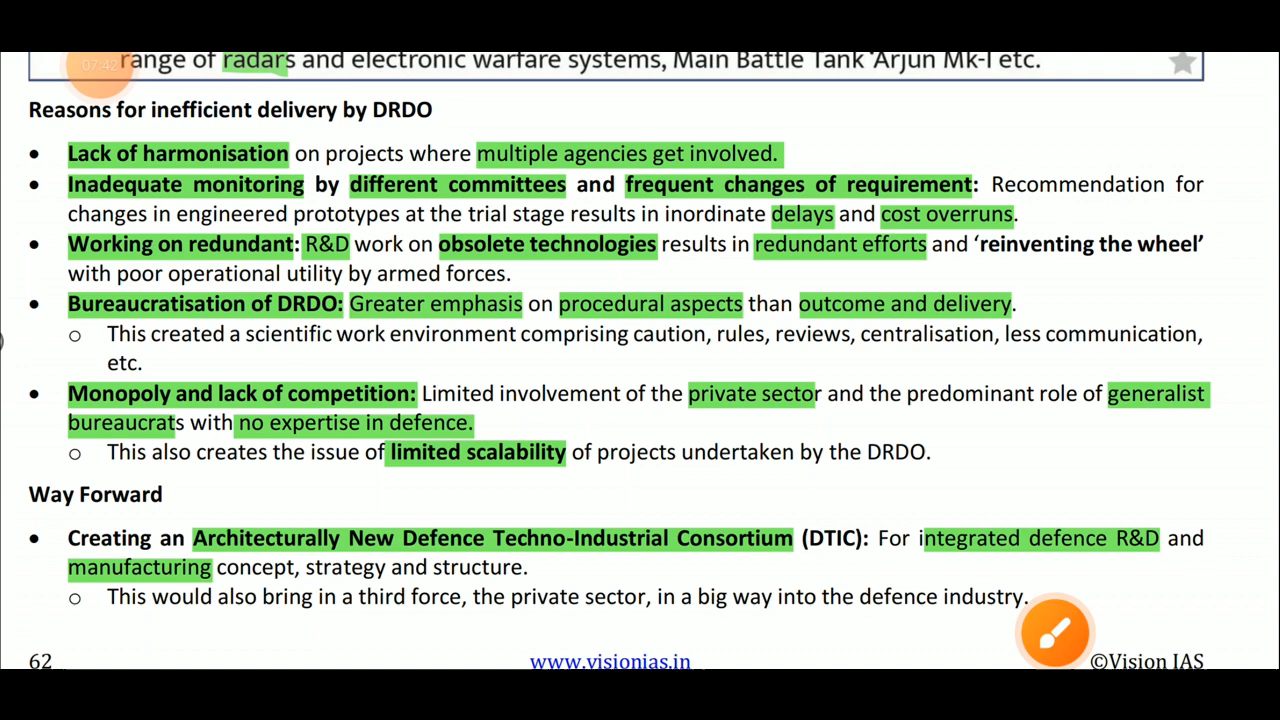 07:42
range of radars and electronic warfare systems, Main Battle Tank ‘Arjun Mk-I etc.
Reasons for inefficient delivery by DRDO
• Lack of harmonisation on projects where multiple agencies get involved.
• Inadequate monitoring by different committees and frequent changes of requirement: Recommendation for
changes in engineered prototypes at the trial stage results in inordinate delays and cost overruns.
• Working on redundant: R&D work on obsolete technologies results in redundant efforts and ‘reinventing the wheel’
with poor operational utility by armed forces.
• Bureaucratisation of DRDO: Greater emphasis on procedural aspects than outcome and delivery.
o This created a scientific work environment comprising caution, rules, reviews, centralisation, less communication,
etc.
• Monopoly and lack of competition: Limited involvement of the private sector and the predominant role of generalist
bureaucrats with no expertise in defence.
o This also creates the issue of limited scalability of projects undertaken by the DRDO.
Way Forward
• Creating an Architecturally New Defence Techno-Industrial Consortium (DTIC): For integrated defence R&D and
manufacturing concept, strategy and structure.
o This would also bring in a third force, the private sector, in a big way into the defence industry.
62 www.visionias.in ©Vision IAS